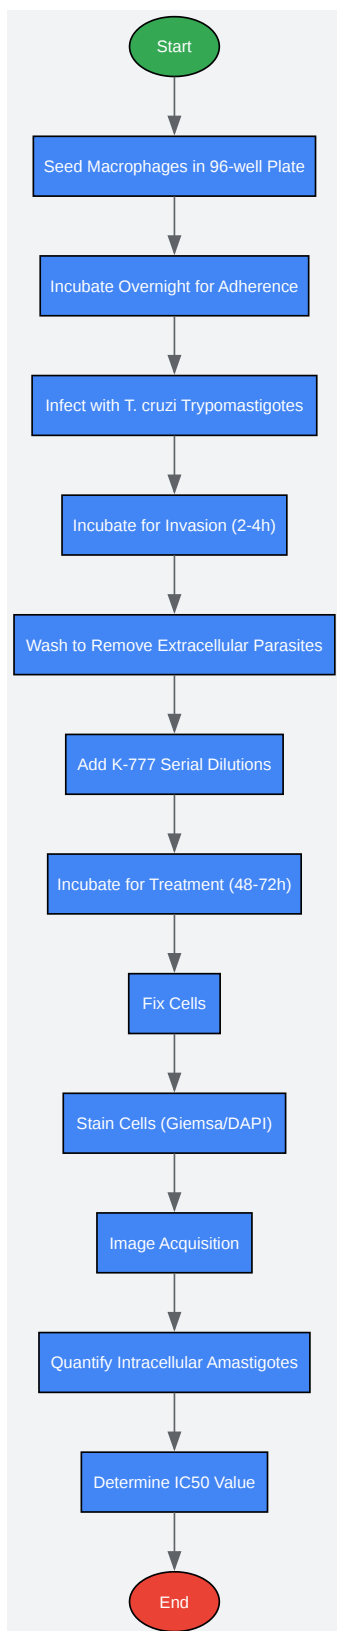 Start
Seed Macrophages in 96-well Plate
Incubate Overnight for Adherence
Infect with T. cruzi Trypomastigotes
Incubate for Invasion (2-4h)
Wash to Remove Extracellular Parasites
Add K-777 Serial Dilutions
Incubate for Treatment (48-72h)
Fix Cells
Stain Cells (Giemsa/DAPI)
Image Acquisition
Quantify Intracellular Amastigotes
Determine IC50 Value
End